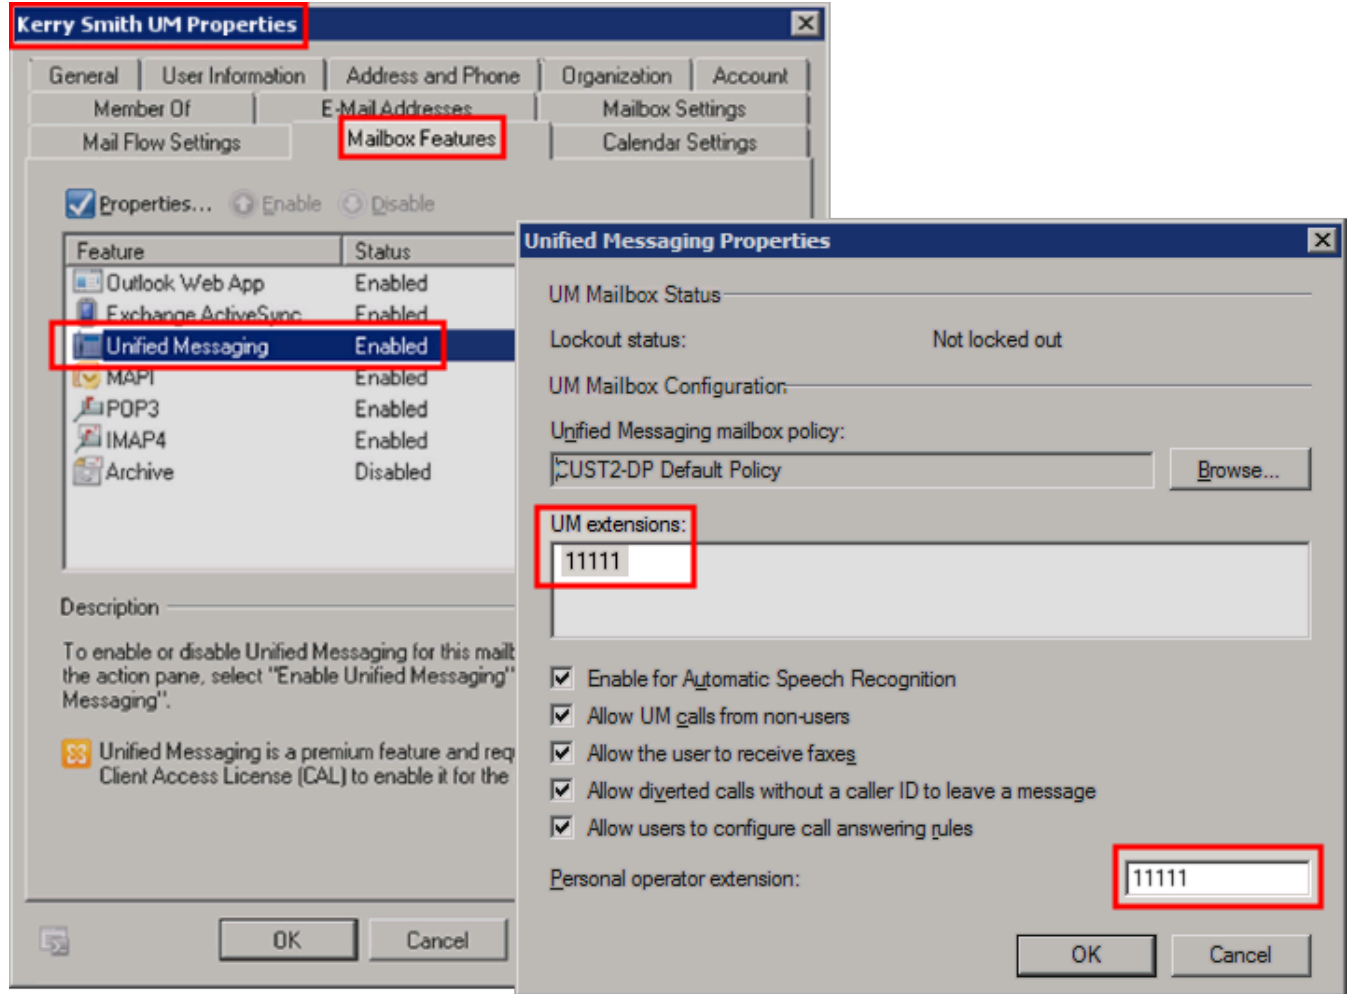 Kerry Smith UM Properties
General User Information Address and Phone Organization Account
Member Of E-Mail Addresses Mailbox Settings
Mail Flow Settings Mailbox Features Calendar Settings
Properties... Enable Disable
Feature Status
Outlook Web App Enabled
Exchange ActiveSync Enabled
Unified Messaging Enabled
MAPI Enabled
POP3 Enabled
IMAP4 Enabled
Archive Disabled
Description
To enable or disable Unified Messaging for this mailb
the action pane, select "Enable Unified Messaging"
Messaging".
Unified Messaging is a premium feature and req
Client Access License (CAL) to enable it for the
OK Cancel
Unified Messaging Properties
UM Mailbox Status
Lockout status: Not locked out
UM Mailbox Configuration
Unified Messaging mailbox policy:
CUST2-DP Default Policy Browse...
UM extensions:
11111
Enable for Automatic Speech Recognition
Allow UM calls from non-users
Allow the user to receive faxes
Allow diverted calls without a caller ID to leave a message
Allow users to configure call answering rules
Personal operator extension: 11111
OK Cancel